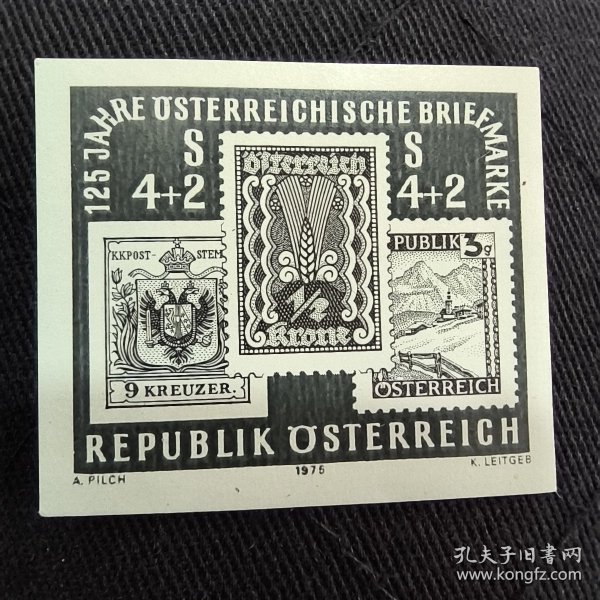 125 JAHRE ÖSTERREICHISCHE BRIEFMARKE
S
4+2
S
4+2
österreich
1/2
Krone
KKPOST-STEM
9 KREUZER.
PUBLIK 3g
ÖSTERREICH
REPUBLIK ÖSTERREICH
A. PILCH
1975
K. LEITGEB
孔夫子旧书网
www.kongfz.com